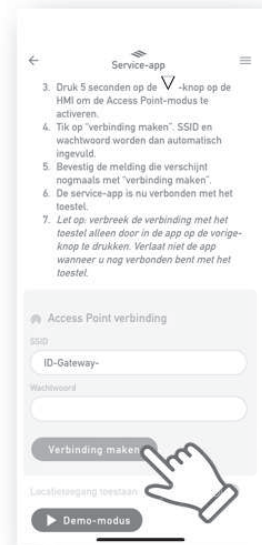 Service-app
3. Druk 5 seconden op de ▽ -knop op de
HMI om de Access Point-modus te
activeren.
4. Tik op "verbinding maken". SSID en
wachtwoord worden dan automatisch
ingevuld.
5. Bevestig de melding die verschijnt
nogmaals met "verbinding maken".
6. De service-app is nu verbonden met het
toestel.
7. Let op: verbreek de verbinding met het
toestel alleen door in de app op de vorige-
knop te drukken. Verlaat niet de app
wanneer u nog verbonden bent met het
toestel.
Access Point verbinding
SSID
ID-Gateway-
Wachtwoord
Verbinding maken
Locatietoegang toestaan
Demo-modus